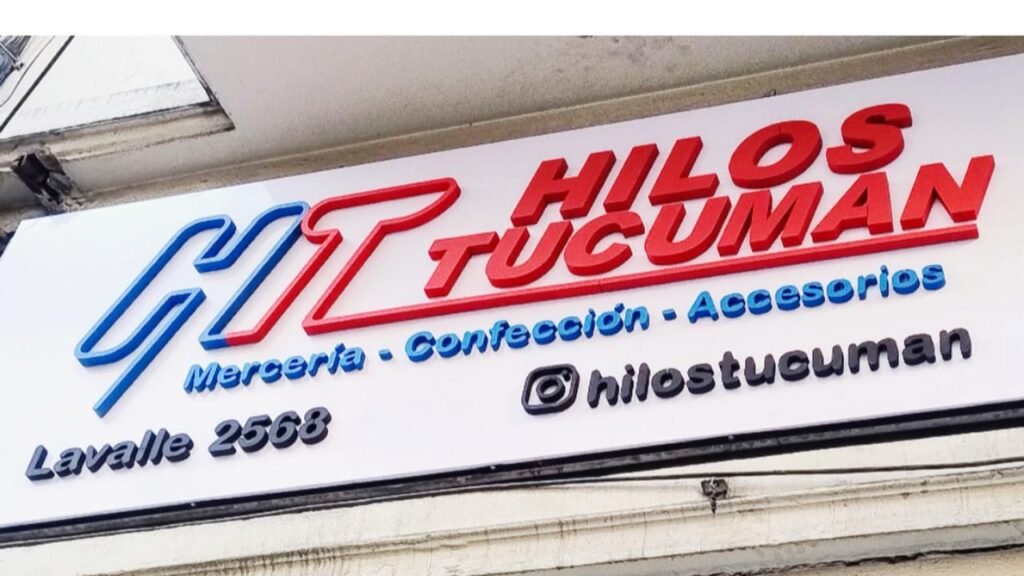 HT
HILOS
TUCUMAN
Mercería - Confección - Accesorios
hilostucuman
Lavalle 2568